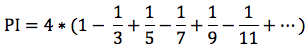 PI = 4 * (1 − 1/3 + 1/5 − 1/7 + 1/9 − 1/11 + ⋯ )